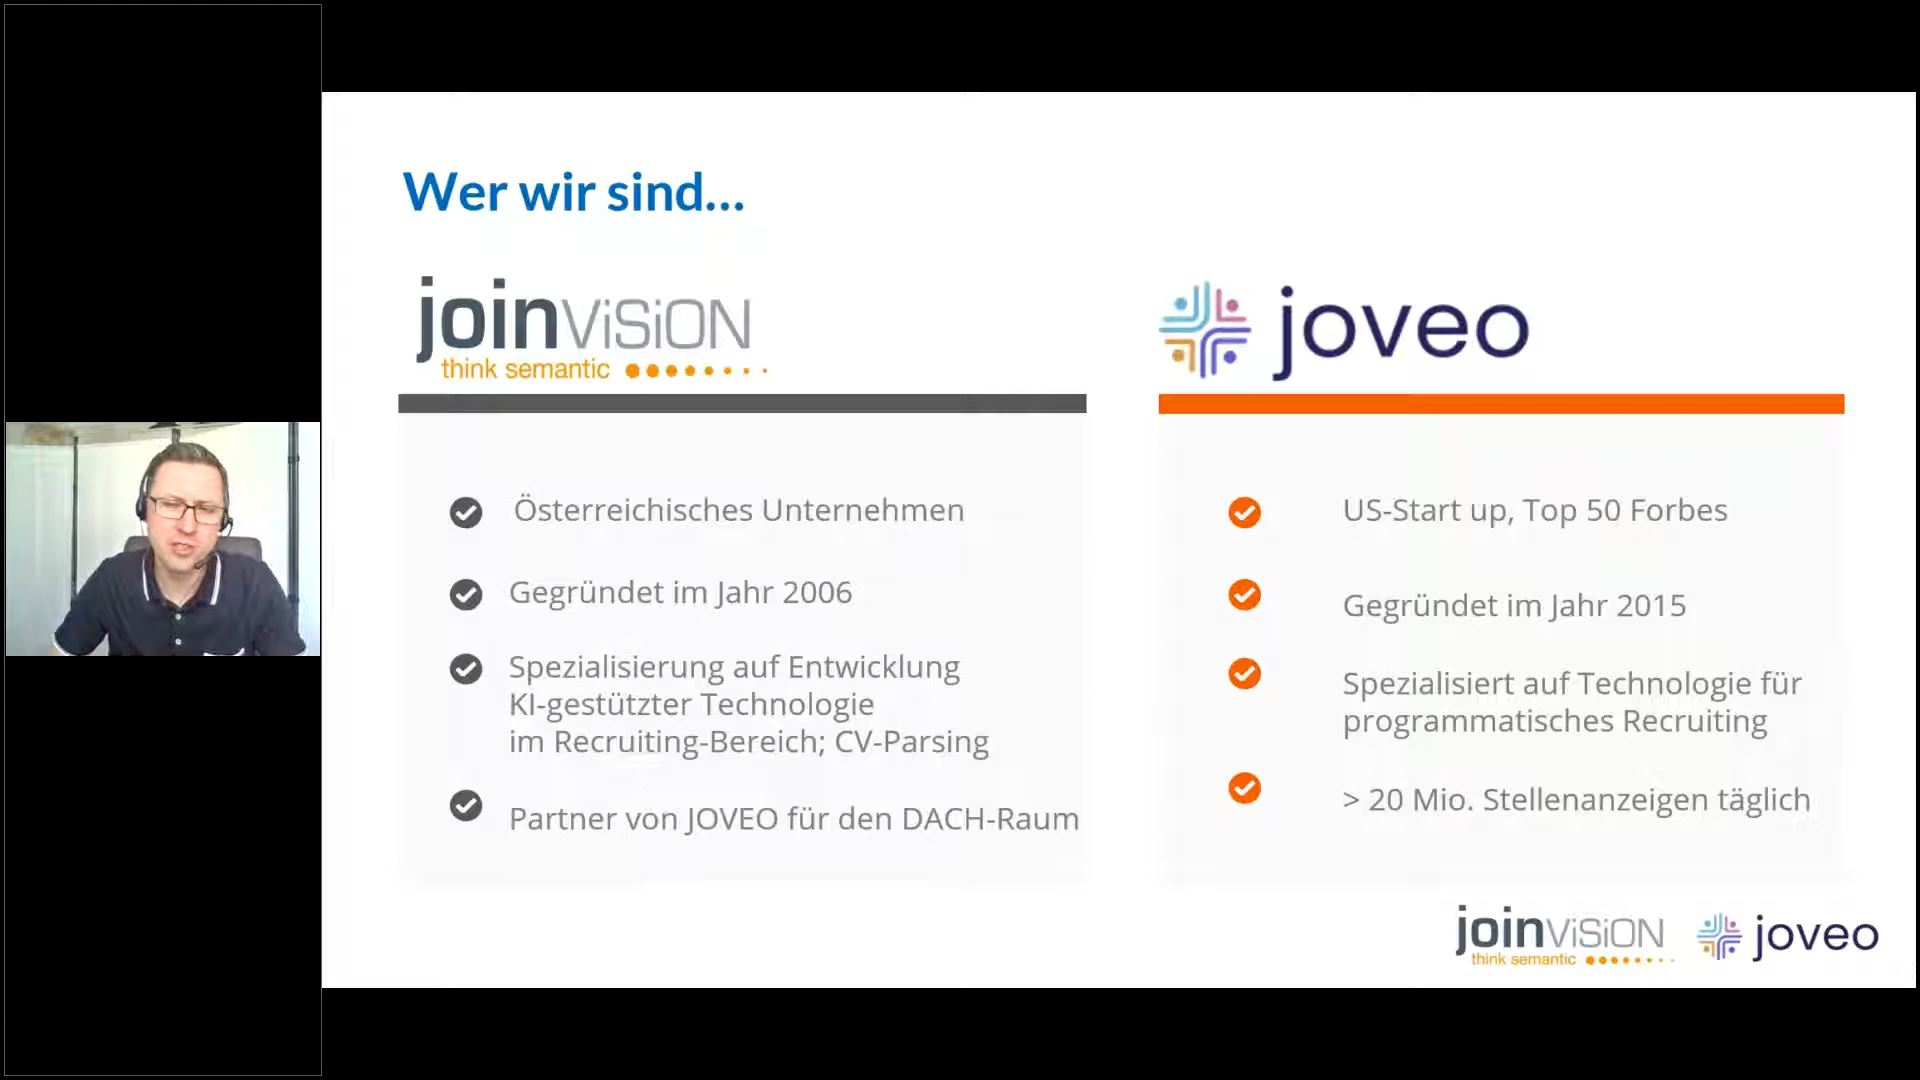 Wer wir sind...
joinvision
think semantic
joveo
Österreichisches Unternehmen
Gegründet im Jahr 2006
Spezialisierung auf Entwicklung
KI-gestützter Technologie
im Recruiting-Bereich; CV-Parsing
Partner von JOVEO für den DACH-Raum
US-Start up, Top 50 Forbes
Gegründet im Jahr 2015
Spezialisiert auf Technologie für
programmatisches Recruiting
> 20 Mio. Stellenanzeigen täglich
joinvision
think semantic
joveo